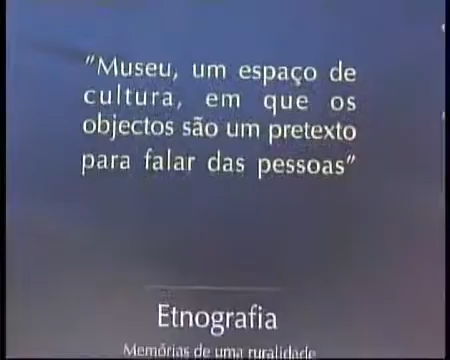 "Museu, um espaço de
cultura, em que os
objectos são um pretexto
para falar das pessoas"
Etnografia
Memórias de uma ruralidade